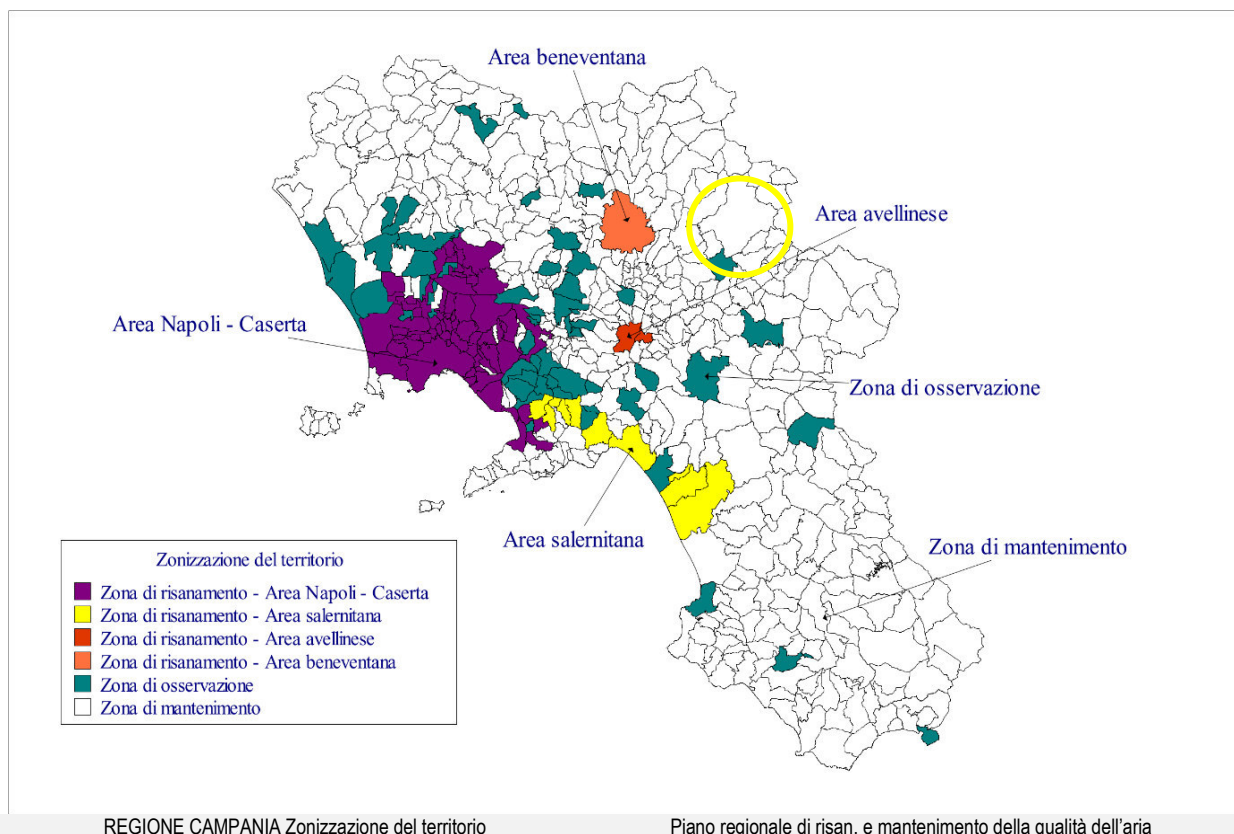 Area beneventana
Area avellinese
Area Napoli - Caserta
Zona di osservazione
Area salernitana
Zona di mantenimento
Zonizzazione del territorio
Zona di risanamento - Area Napoli - Caserta
Zona di risanamento - Area salernitana
Zona di risanamento - Area avellinese
Zona di risanamento - Area beneventana
Zona di osservazione
Zona di mantenimento
REGIONE CAMPANIA Zonizzazione del territorio Piano regionale di risan. e mantenimento della qualità dell'aria